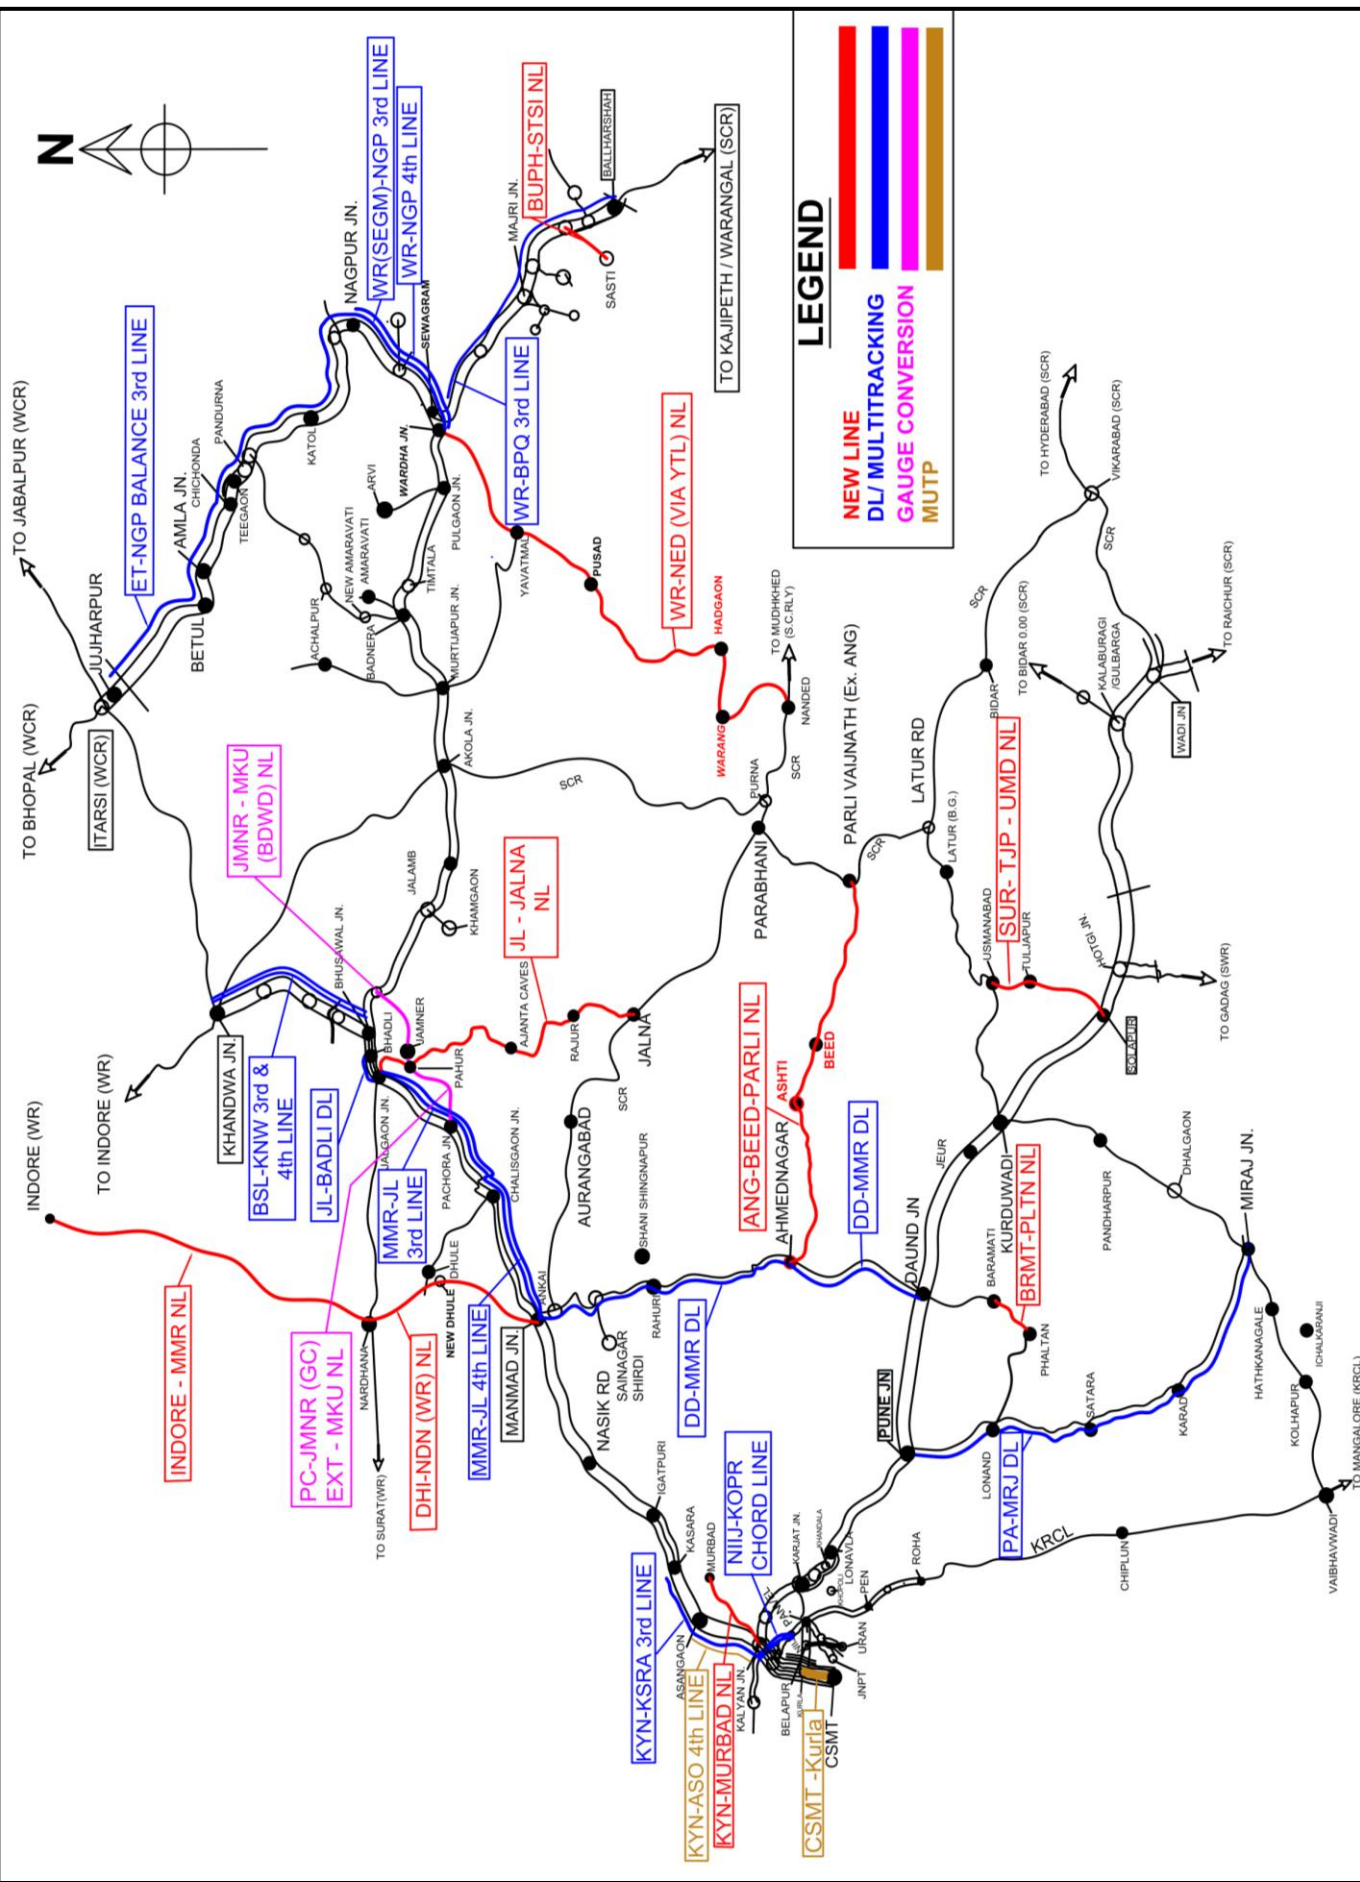 N
TO JABALPUR (WCR)
TO BHOPAL (WCR)
ITARSI (WCR)
JUJHARPUR
ET-NGP BALANCE 3rd LINE
BETUL
AMLA JN.
CHICHONDA
TEEGAON
PANDURNA
KATOL
NAGPUR JN.
WR(SEGM)-NGP 3rd LINE
WR-NGP 4th LINE
SEWAGRAM
WARDHA JN.
MAJRI JN.
BUPH-STSI NL
BALLHARSHAH
SASTI
TO KAJIPETH / WARANGAL (SCR)
WR-BPQ 3rd LINE
ARVI
PULGAON JN.
TIMTALA
NEW AMARAVATI
AMARAVATI
BADNERA
ACHALPUR
MURTIJAPUR JN.
YAVATMAL
PUSAD
WR-NED (VIA YTL) NL
HADGAON
WARANG
TO MUDHKHED
(S.C.RLY)
NANDED
SCR
PURNA
PARABHANI
AKOLA JN.
SCR
JALAMB
KHAMGAON
JMNR - MKU
(BDWD) NL
BHUSAWAL JN.
KHANDWA JN.
TO INDORE (WR)
BSL-KNW 3rd &
4th LINE
BHADLI
JL-BADLI DL
JALGAON JN.
JAMNER
PAHUR
AJANTA CAVES
JL - JALNA
NL
RAJUR
JALNA
SCR
AURANGABAD
MMR-JL
3rd LINE
PACHORA JN.
CHALISGAON JN.
INDORE (WR)
INDORE - MMR NL
PC-JMNR (GC)
EXT - MKU NL
NARDHANA
TO SURAT(WR)
DHI-NDN (WR) NL
DHULE
NEW DHULE
MMR-JL 4th LINE
MANMAD JN.
ANKAI
NASIK RD
SAINAGAR
SHIRDI
SHANI SHINGNAPUR
RAHURI
DD-MMR DL
ANG-BEED-PARLI NL
AHMEDNAGAR
ASHTI
BEED
PARLI VAIJNATH (Ex. ANG)
SCR
LATUR RD
LATUR (B.G.)
USMANABAD
SUR- TJP - UMD NL
TULJAPUR
BIDAR
SCR
TO HYDERABAD (SCR)
VIKARABAD (SCR)
SCR
TO BIDAR 0.00 (SCR)
KALABURAGI
/GULBARGA
WADI JN
TO RAICHUR (SCR)
HOTGI JN.
TO GADAG (SWR)
SOLAPUR
DD-MMR DL
DAUND JN
JEUR
KURDUWADI
BARAMATI
BRMT-PLTN NL
PHALTAN
PANDHARPUR
DHALGAON
MIRAJ JN.
HATHKANAGALE
ICHALKARANJI
KOLHAPUR
TO MANGALORE (KRCL)
VAIBHAVWADI
KARAD
SATARA
PA-MRJ DL
LONAND
PUNE JN
KRCL
CHIPLUN
ROHA
PEN
LONAVLA
KHANDALA
KARJAT JN.
KHOPOLI
NIIJ-KOPR
CHORD LINE
IGATPURI
KASARA
MURBAD
KYN-KSRA 3rd LINE
ASANGAON
KYN-ASO 4th LINE
KYN-MURBAD NL
KALYAN JN.
BELAPUR
KURLA
CSMT -Kurla
CSMT
JNPT
URAN
LEGEND
NEW LINE
DL/ MULTITRACKING
GAUGE CONVERSION
MUTP